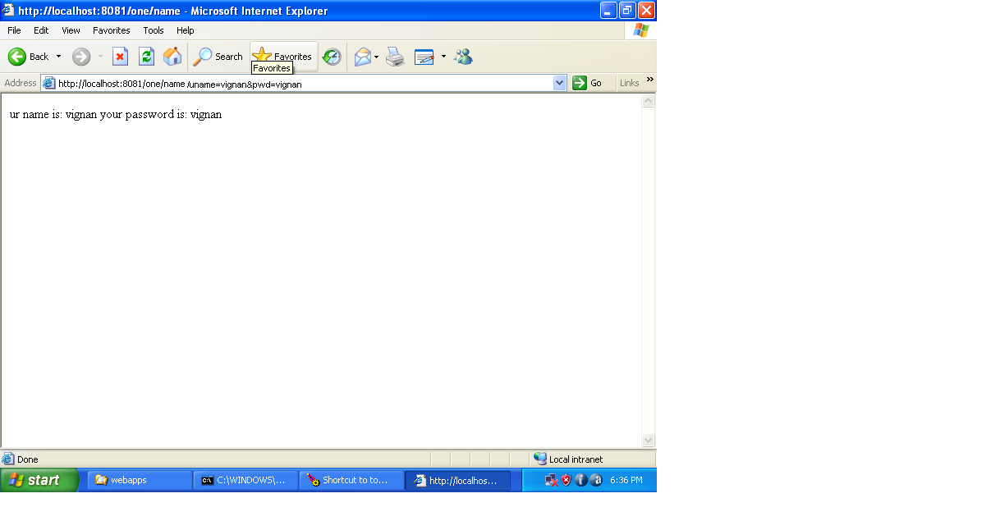 http://localhost:8081/one/name - Microsoft Internet Explorer
File Edit View Favorites Tools Help
Back Search Favorites
Favorites
Address http://localhost:8081/one/name /uname=vignan&pwd=vignan Go Links »
ur name is: vignan your password is: vignan
Done Local intranet
start webapps C:\WINDOWS\... Shortcut to to... http://localhos... 6:36 PM